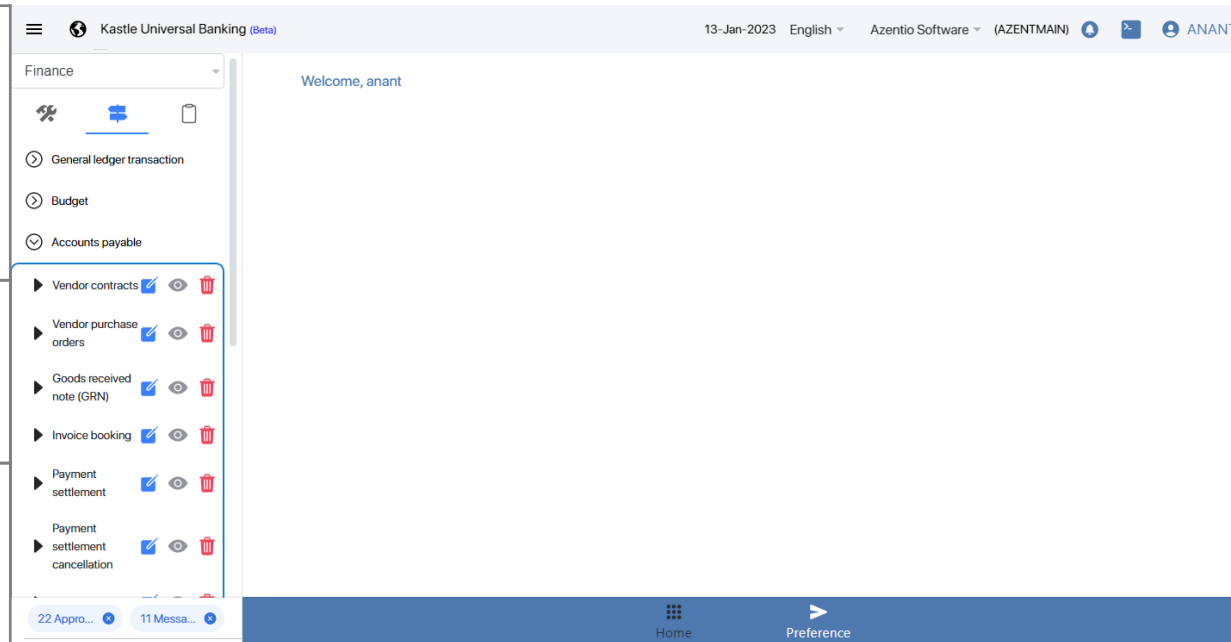 Kastle Universal Banking (Beta)
13-Jan-2023 English Azentio Software (AZENTMAIN) ANANT
Finance
Welcome, anant
General ledger transaction
Budget
Accounts payable
Vendor contracts
Vendor purchase
orders
Goods received
note (GRN)
Invoice booking
Payment
settlement
Payment
settlement
cancellation
22 Appro... 11 Messa...
Home Preference